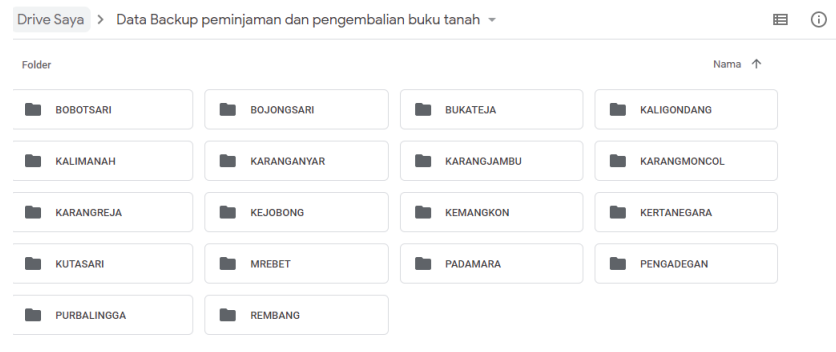 Drive Saya > Data Backup peminjaman dan pengembalian buku tanah
Folder Nama ↑
BOBOTSARI BOJONGSARI BUKATEJA KALIGONDANG
KALIMANAH KARANGANYAR KARANGJAMBU KARANGMONCOL
KARANGREJA KEJOBONG KEMANGKON KERTANEGARA
KUTASARI MREBET PADAMARA PENGADEGAN
PURBALINGGA REMBANG